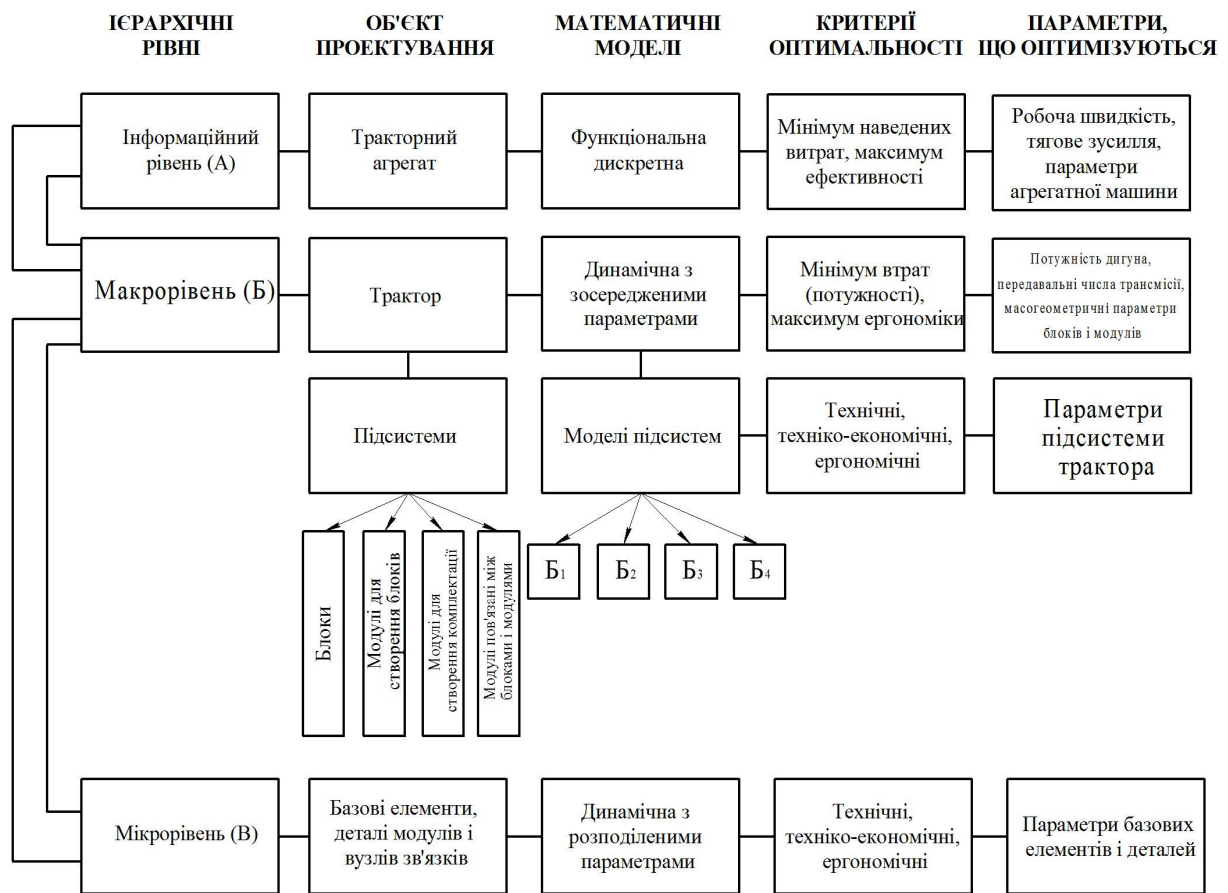 ІЄРАРХІЧНІ
РІВНІ
ОБ'ЄКТ
ПРОЕКТУВАННЯ
МАТЕМАТИЧНІ
МОДЕЛІ
КРИТЕРІЇ
ОПТИМАЛЬНОСТІ
ПАРАМЕТРИ,
ЩО ОПТИМІЗУЮТЬСЯ
Інформаційний
рівень (А)
Тракторний
агрегат
Функціональна
дискретна
Мінімум наведених
витрат, максимум
ефективності
Робоча швидкість,
тягове зусилля,
параметри
агрегатної машини
Макрорівень (Б)
Трактор
Динамічна з
зосередженими
параметрами
Мінімум втрат
(потужності),
максимум ергономіки
Потужність дигуна,
передавальні числа трансмісії,
масогеометричні параметри
блоків і модулів
Підсистеми
Моделі підсистем
Технічні,
техніко-економічні,
ергономічні
Параметри
підсистеми
трактора
Блоки
Модулі для
створення блоків
Модулі для
створення комплектації
Модулі пов'язані між
блоками і модулями
Б1
Б2
Б3
Б4
Мікрорівень (В)
Базові елементи,
деталі модулів і
вузлів зв'язків
Динамічна з
розподіленими
параметрами
Технічні,
техніко-економічні,
ергономічні
Параметри базових
елементів і деталей